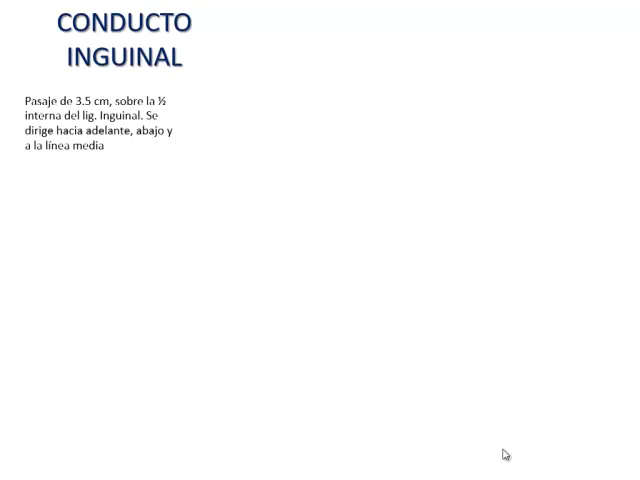 CONDUCTO
INGUINAL
Pasaje de 3.5 cm, sobre la ½
interna del lig. Inguinal. Se
dirige hacia adelante, abajo y
a la línea media